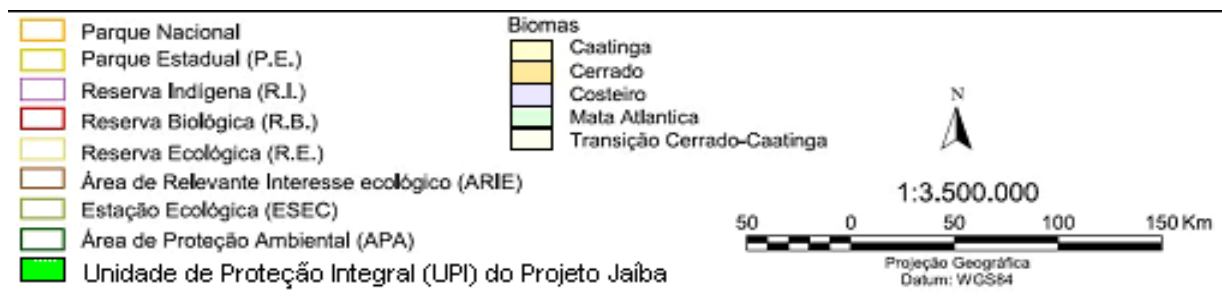 Parque Nacional
Parque Estadual (P.E.)
Reserva Indígena (R.I.)
Reserva Biológica (R.B.)
Reserva Ecológica (R.E.)
Área de Relevante Interesse ecológico (ARIE)
Estação Ecológica (ESEC)
Área de Proteção Ambiental (APA)
Unidade de Proteção Integral (UPI) do Projeto Jaíba
Biomas
Caatinga
Cerrado
Costeiro
Mata Atlantica
Transição Cerrado-Caatinga
N
1:3.500.000
50 0 50 100 150 Km
Projeção Geográfica
Datum: WGS84